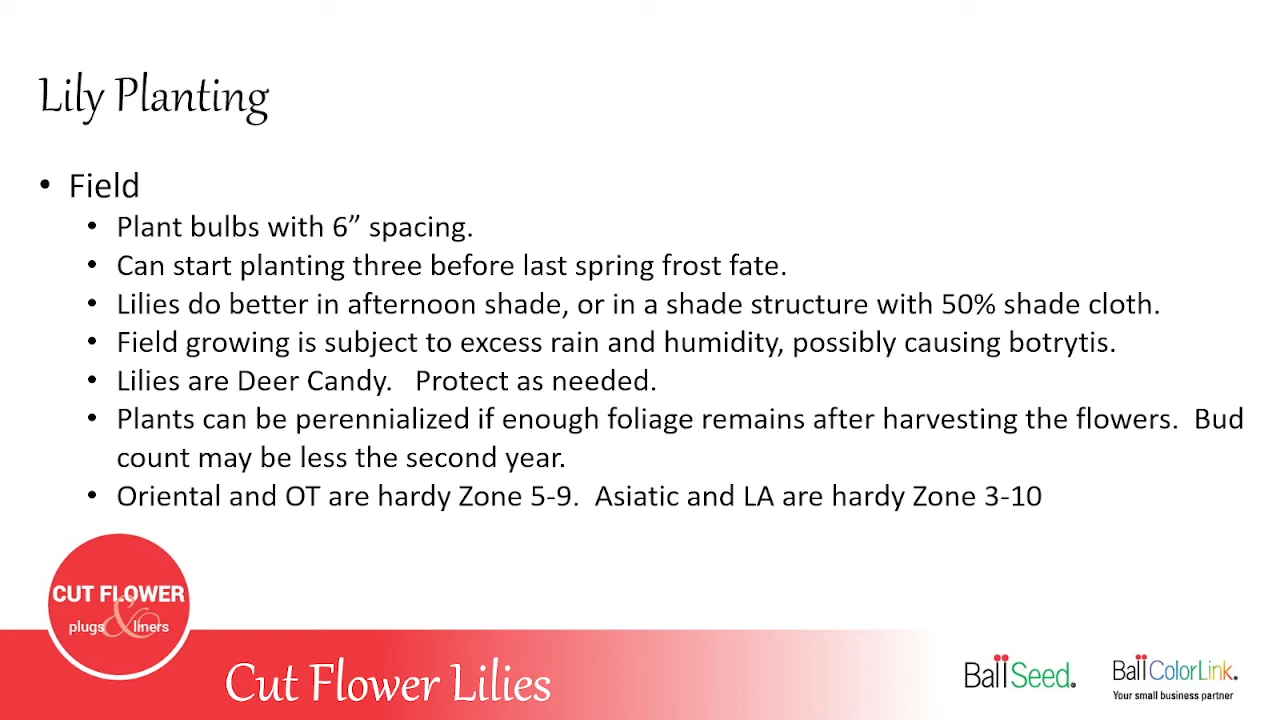 Lily Planting
• Field
• Plant bulbs with 6” spacing.
• Can start planting three before last spring frost fate.
• Lilies do better in afternoon shade, or in a shade structure with 50% shade cloth.
• Field growing is subject to excess rain and humidity, possibly causing botrytis.
• Lilies are Deer Candy.   Protect as needed.
• Plants can be perennialized if enough foliage remains after harvesting the flowers.  Bud
count may be less the second year.
• Oriental and OT are hardy Zone 5-9.  Asiatic and LA are hardy Zone 3-10
CUT FLOWER
plugs & liners
Cut Flower Lilies
Ball Seed.
Ball ColorLink.
Your small business partner